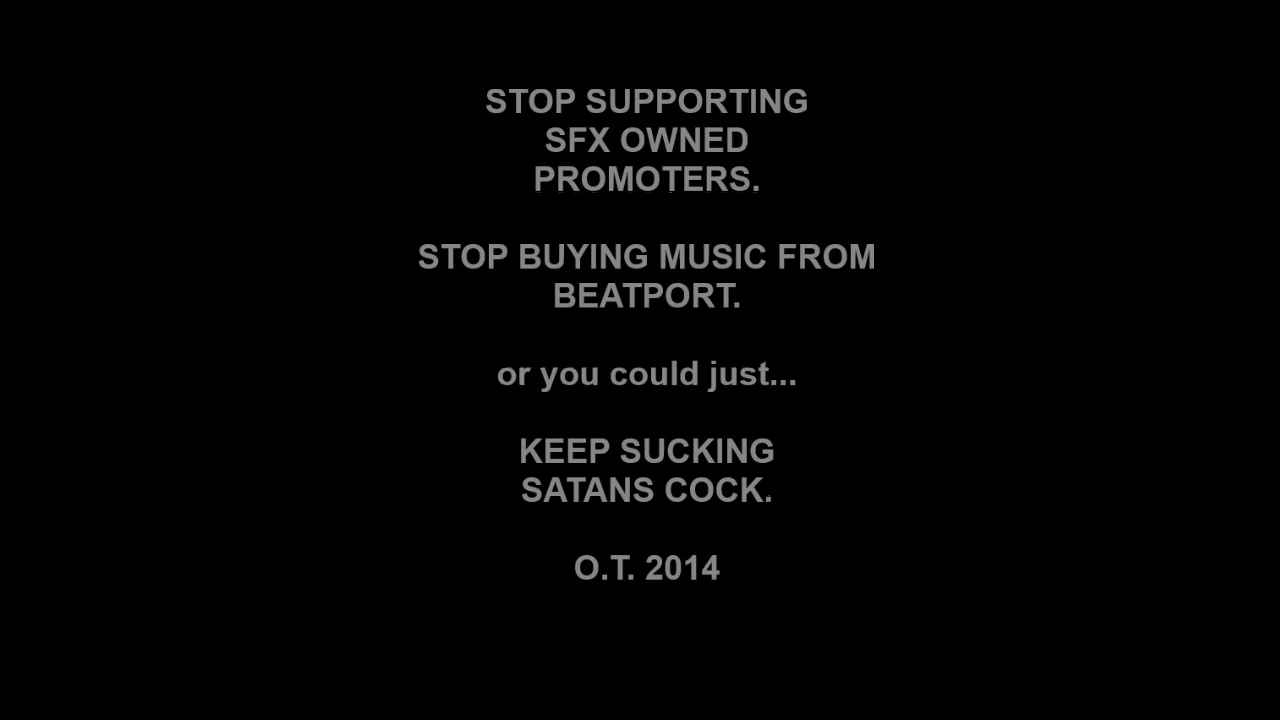 STOP SUPPORTING
SFX OWNED
PROMOTERS.
STOP BUYING MUSIC FROM
BEATPORT.
or you could just...
KEEP SUCKING
SATANS COCK.
O.T. 2014